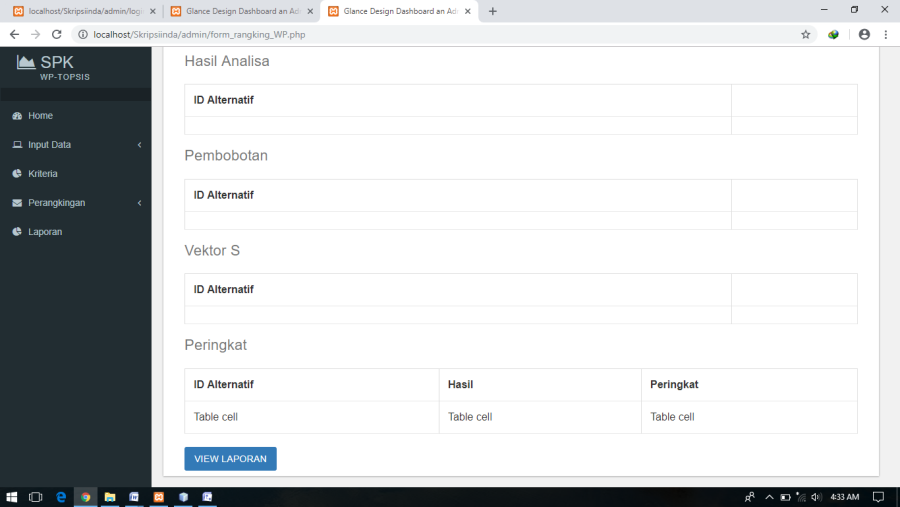 localhost/Skripsiinda/admin/logi
Glance Design Dashboard an Ad
Glance Design Dashboard an Ad
localhost/Skripsiinda/admin/form_rangking_WP.php
SPK
WP-TOPSIS
Home
Input Data
Kriteria
Perangkingan
Laporan
Hasil Analisa
ID Alternatif
Pembobotan
ID Alternatif
Vektor S
ID Alternatif
Peringkat
ID Alternatif Hasil Peringkat
Table cell Table cell Table cell
VIEW LAPORAN
4:33 AM